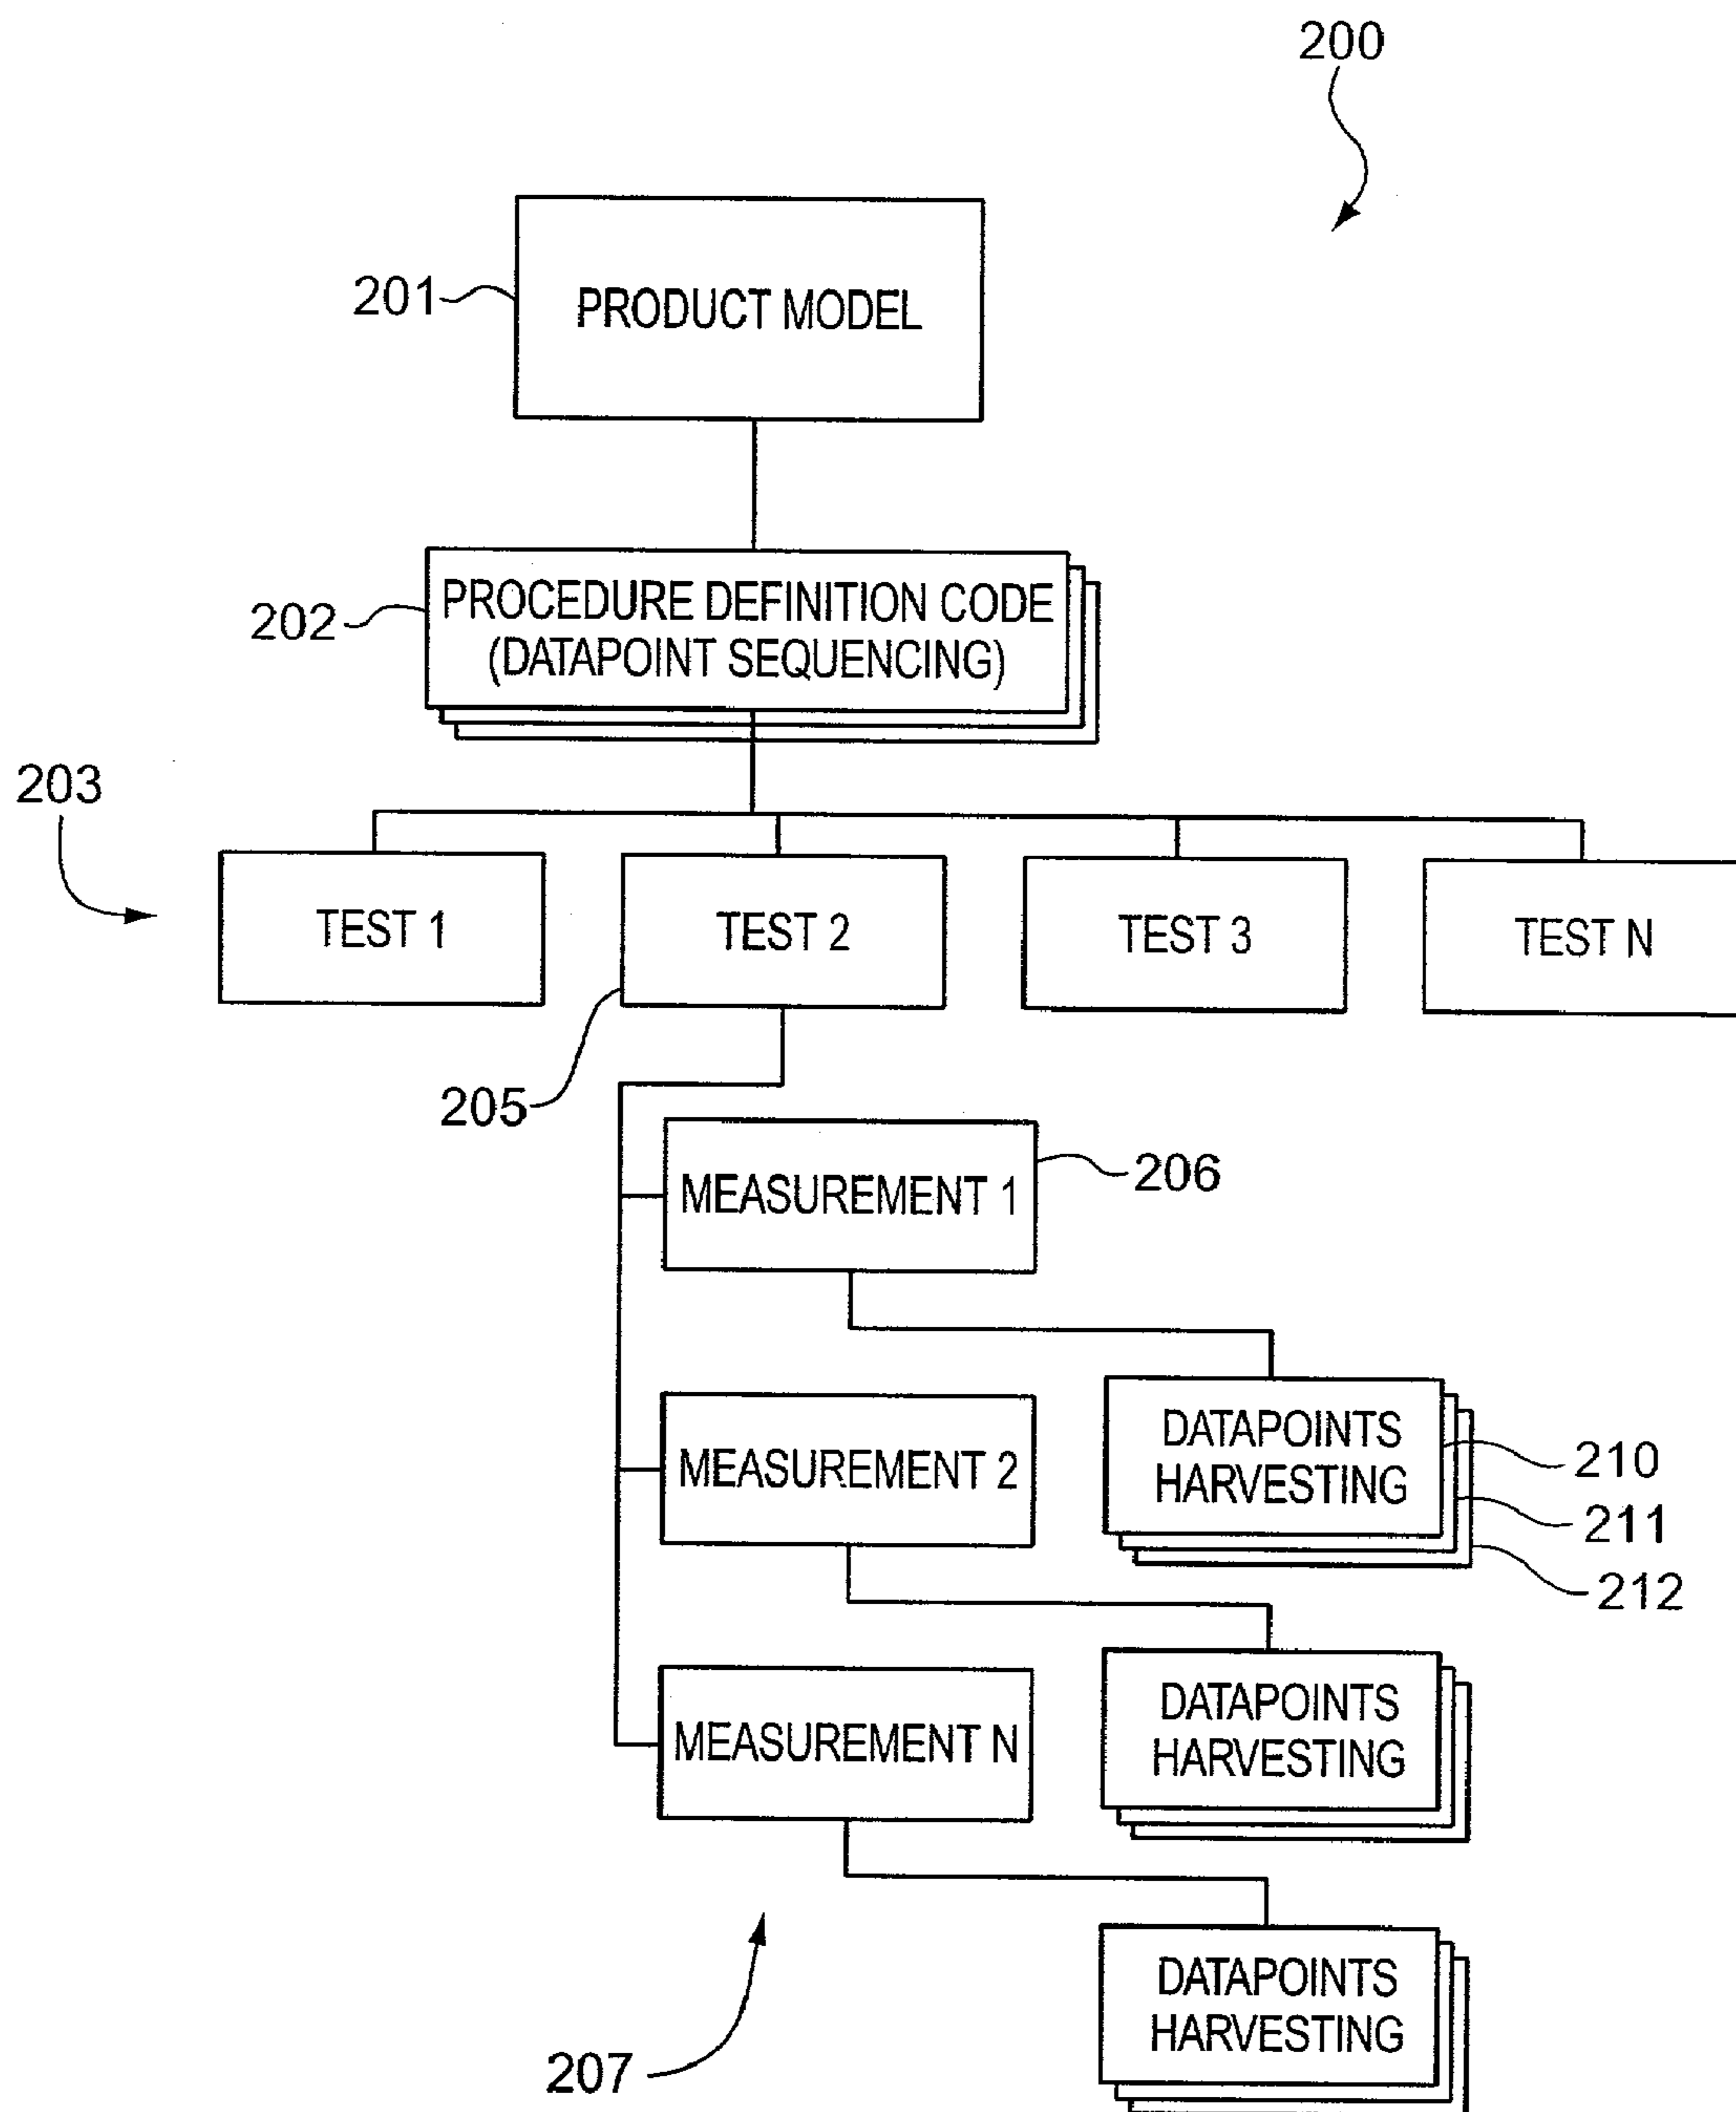 200
201
PRODUCT MODEL
202
PROCEDURE DEFINITION CODE
(DATAPOINT SEQUENCING)
203
TEST 1
TEST 2
TEST 3
TEST N
205
MEASUREMENT 1
206
DATAPOINTS
HARVESTING
210
211
212
MEASUREMENT 2
DATAPOINTS
HARVESTING
MEASUREMENT N
DATAPOINTS
HARVESTING
207